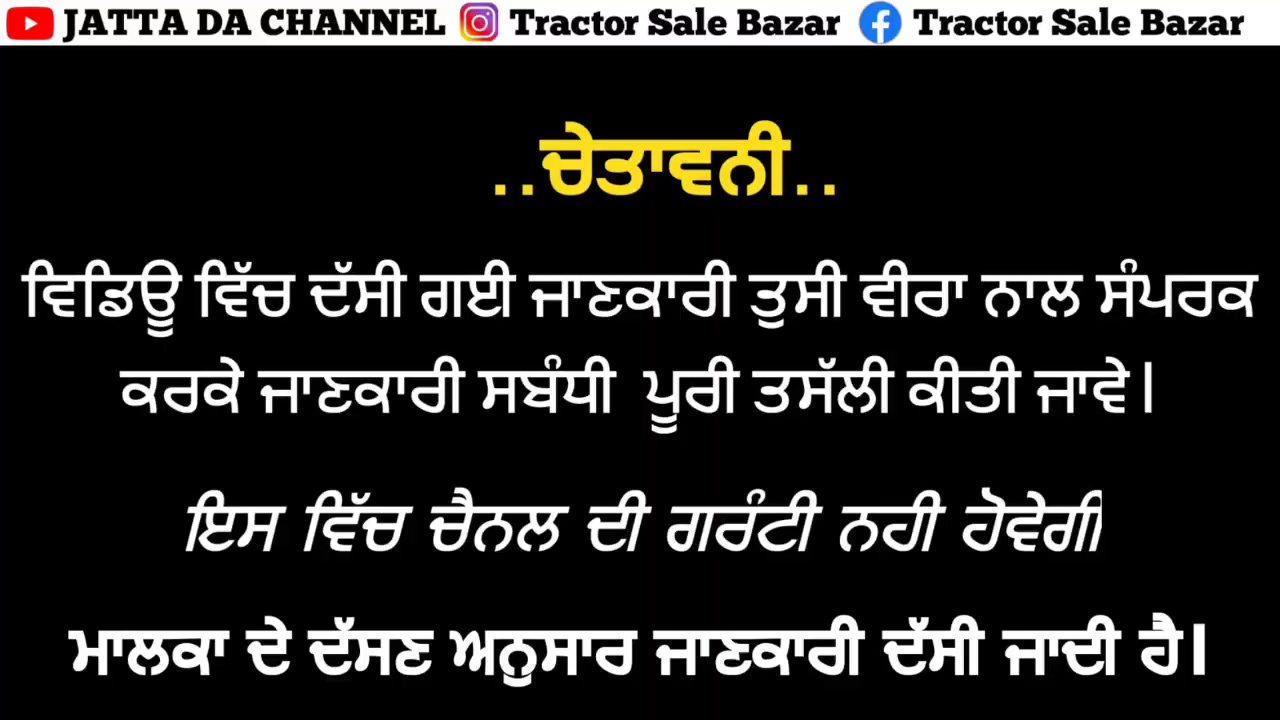 JATTA DA CHANNEL Tractor Sale Bazar Tractor Sale Bazar
..ਚੇਤਾਵਨੀ..
ਵਿਡਿਊ ਵਿੱਚ ਦੱਸੀ ਗਈ ਜਾਣਕਾਰੀ ਤੁਸੀ ਵੀਰਾ ਨਾਲ ਸੰਪਰਕ
ਕਰਕੇ ਜਾਣਕਾਰੀ ਸਬੰਧੀ ਪੂਰੀ ਤਸੱਲੀ ਕੀਤੀ ਜਾਵੇ।
ਇਸ ਵਿੱਚ ਚੈਨਲ ਦੀ ਗਰੰਟੀ ਨਹੀ ਹੋਵੇਗੀ
ਮਾਲਕਾ ਦੇ ਦੱਸਣ ਅਨੁਸਾਰ ਜਾਣਕਾਰੀ ਦੱਸੀ ਜਾਦੀ ਹੈ।